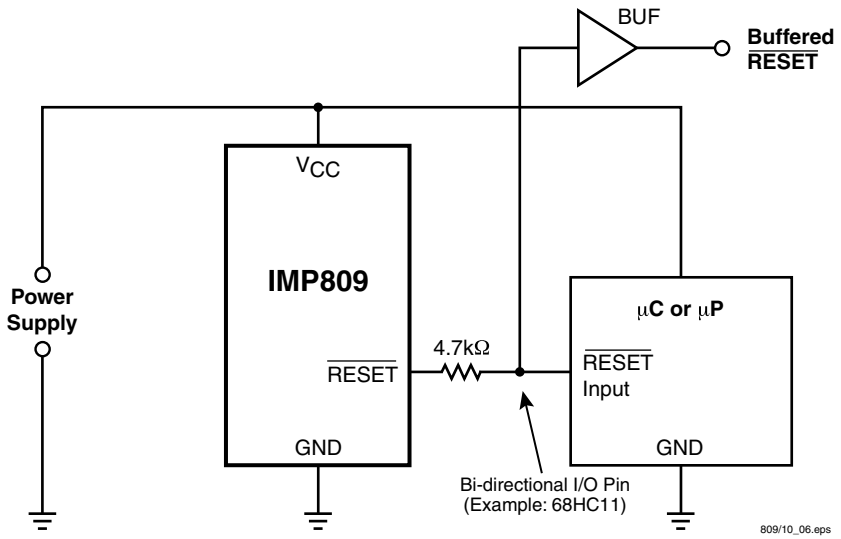 BUF
Buffered
RESET
VCC
IMP809
Power
Supply
μC or μP
4.7kΩ
RESET
RESET
Input
GND
GND
Bi-directional I/O Pin
(Example: 68HC11)
809/10_06.eps